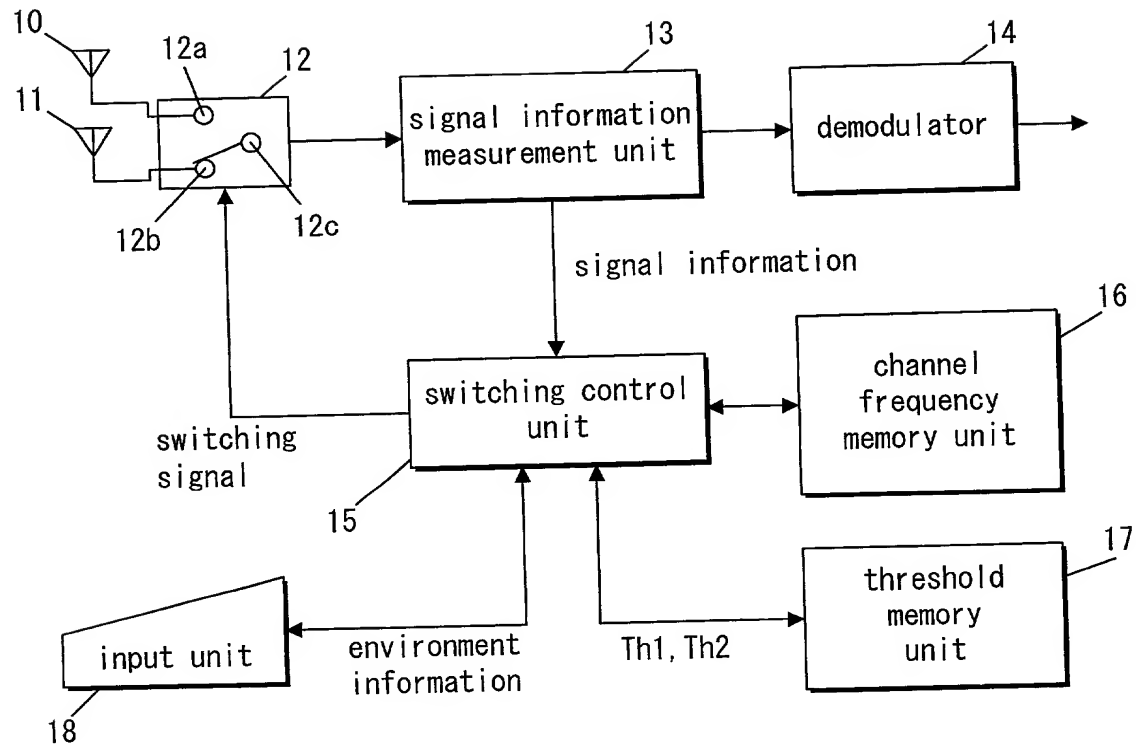 10
12a
12
13
14
11
signal information
measurement unit
demodulator
12b
12c
signal information
16
channel
frequency
memory unit
switching control
unit
switching
signal
15
17
threshold
memory
unit
environment
information
Th1, Th2
input unit
18